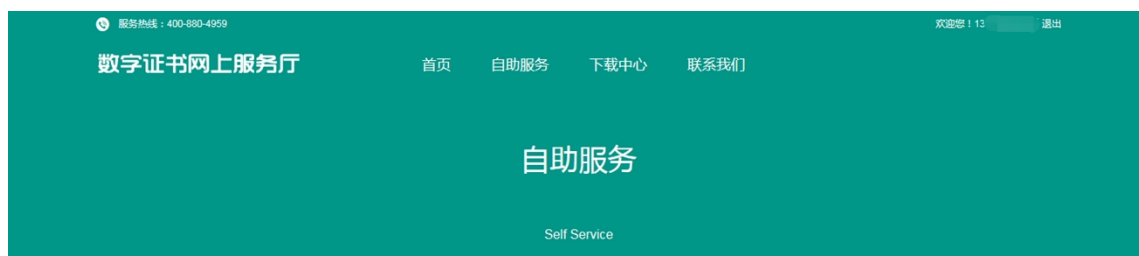 服务热线：400-880-4959
欢迎您！13 退出
数字证书网上服务厅
首页 自助服务 下载中心 联系我们
自助服务
Self Service